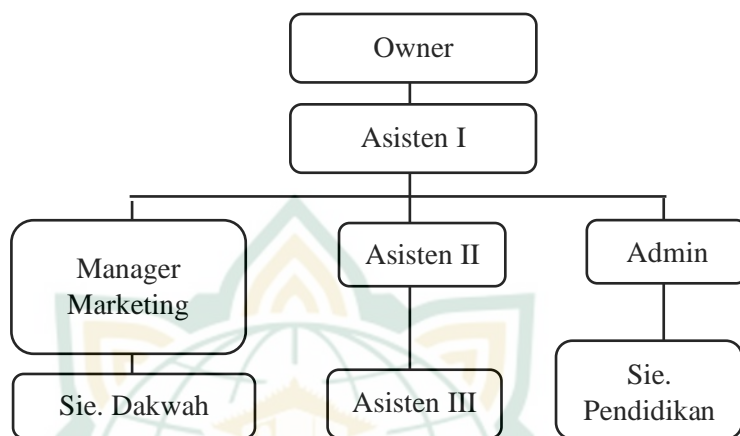 Owner
Asisten I
Manager
Marketing
Asisten II
Admin
Sie. Dakwah
Asisten III
Sie.
Pendidikan